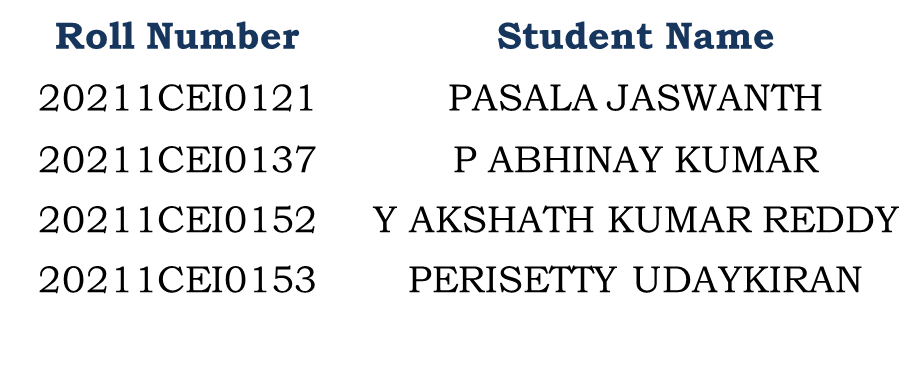 Roll Number Student Name
20211CEI0121 PASALA JASWANTH
20211CEI0137 P ABHINAY KUMAR
20211CEI0152 Y AKSHATH KUMAR REDDY
20211CEI0153 PERISETTY UDAYKIRAN